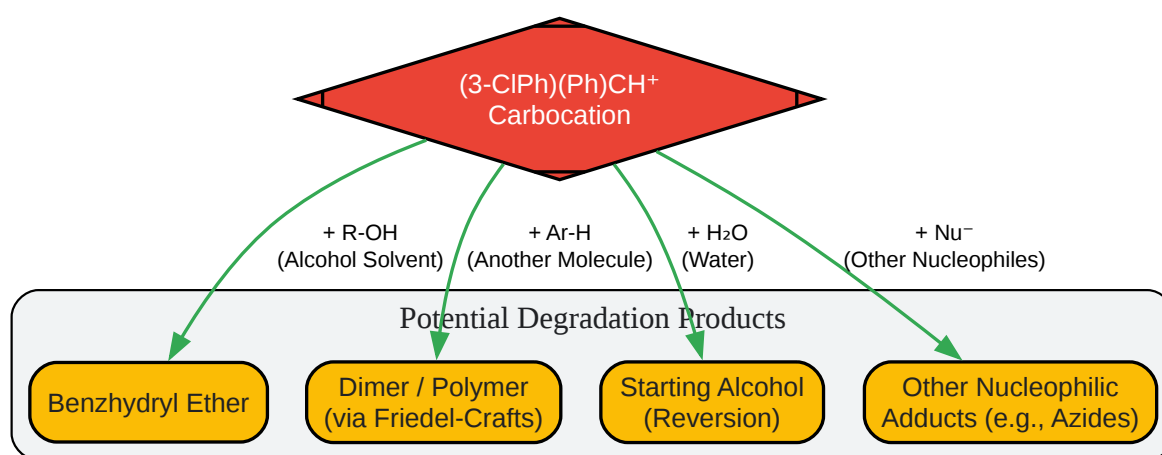 (3-ClPh)(Ph)CH⁺
Carbocation
+ R-OH
(Alcohol Solvent)
+ Ar-H
(Another Molecule)
+ H₂O
(Water)
+ Nu⁻
(Other Nucleophiles)
Potential Degradation Products
Benzhydryl Ether
Dimer / Polymer
(via Friedel-Crafts)
Starting Alcohol
(Reversion)
Other Nucleophilic
Adducts (e.g., Azides)